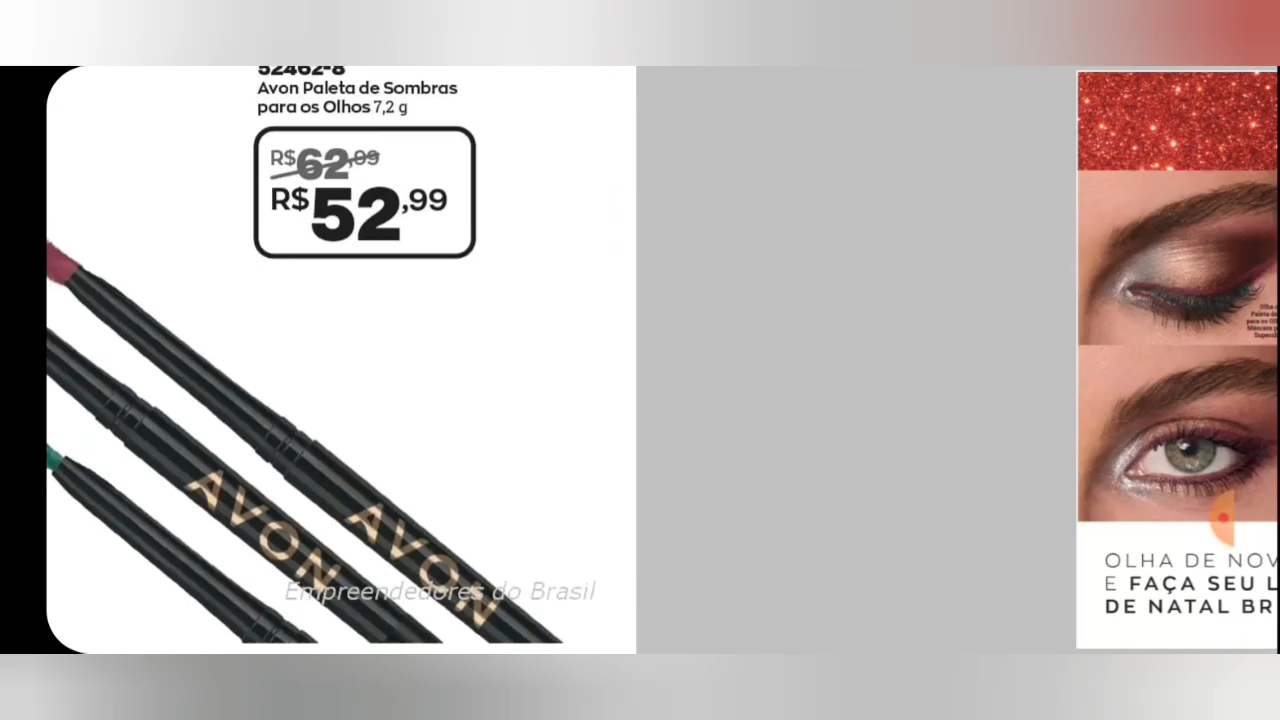 52462-8
Avon Paleta de Sombras
para os Olhos 7,2 g
R$62,99
R$52,99
AVON
AVON
Empreendedores do Brasil
OLHA DE NOV
E FAÇA SEU L
DE NATAL BR